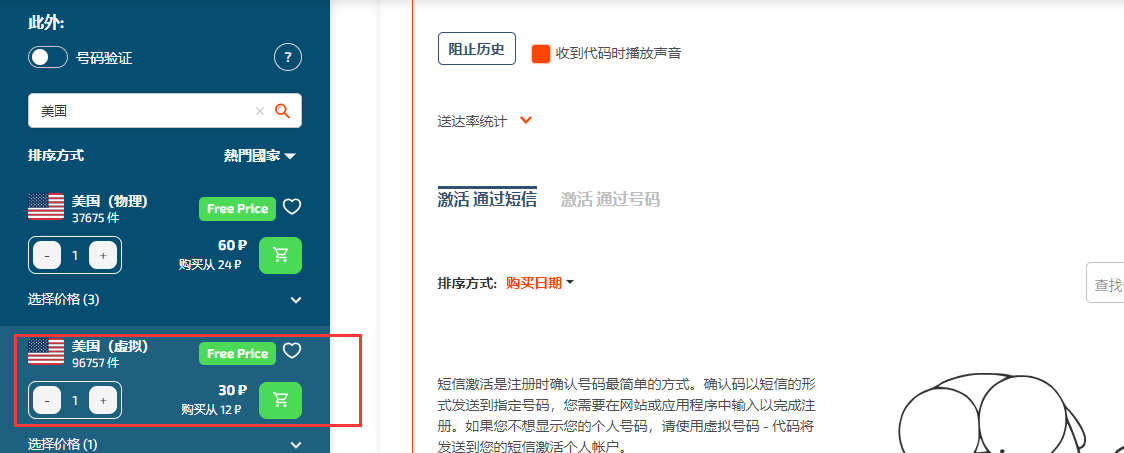 此外:
号码验证
?
美国
排序方式
熱門國家
美国（物理）
37675 件
Free Price
- 1 +
60 ₽
购买从 24 ₽
选择价格 (3)
美国（虚拟）
96757 件
Free Price
- 1 +
30 ₽
购买从 12 ₽
选择价格 (1)
阻止历史
收到代码时播放声音
送达率统计
激活 通过短信
激活 通过号码
排序方式: 购买日期
短信激活是注册时确认号码最简单的方式。确认码以短信的形
式发送到指定号码，您需要在网站或应用程序中输入以完成注
册。如果您不想显示您的个人号码，请使用虚拟号码 - 代码将
发送到您的短信激活个人帐户。
查找